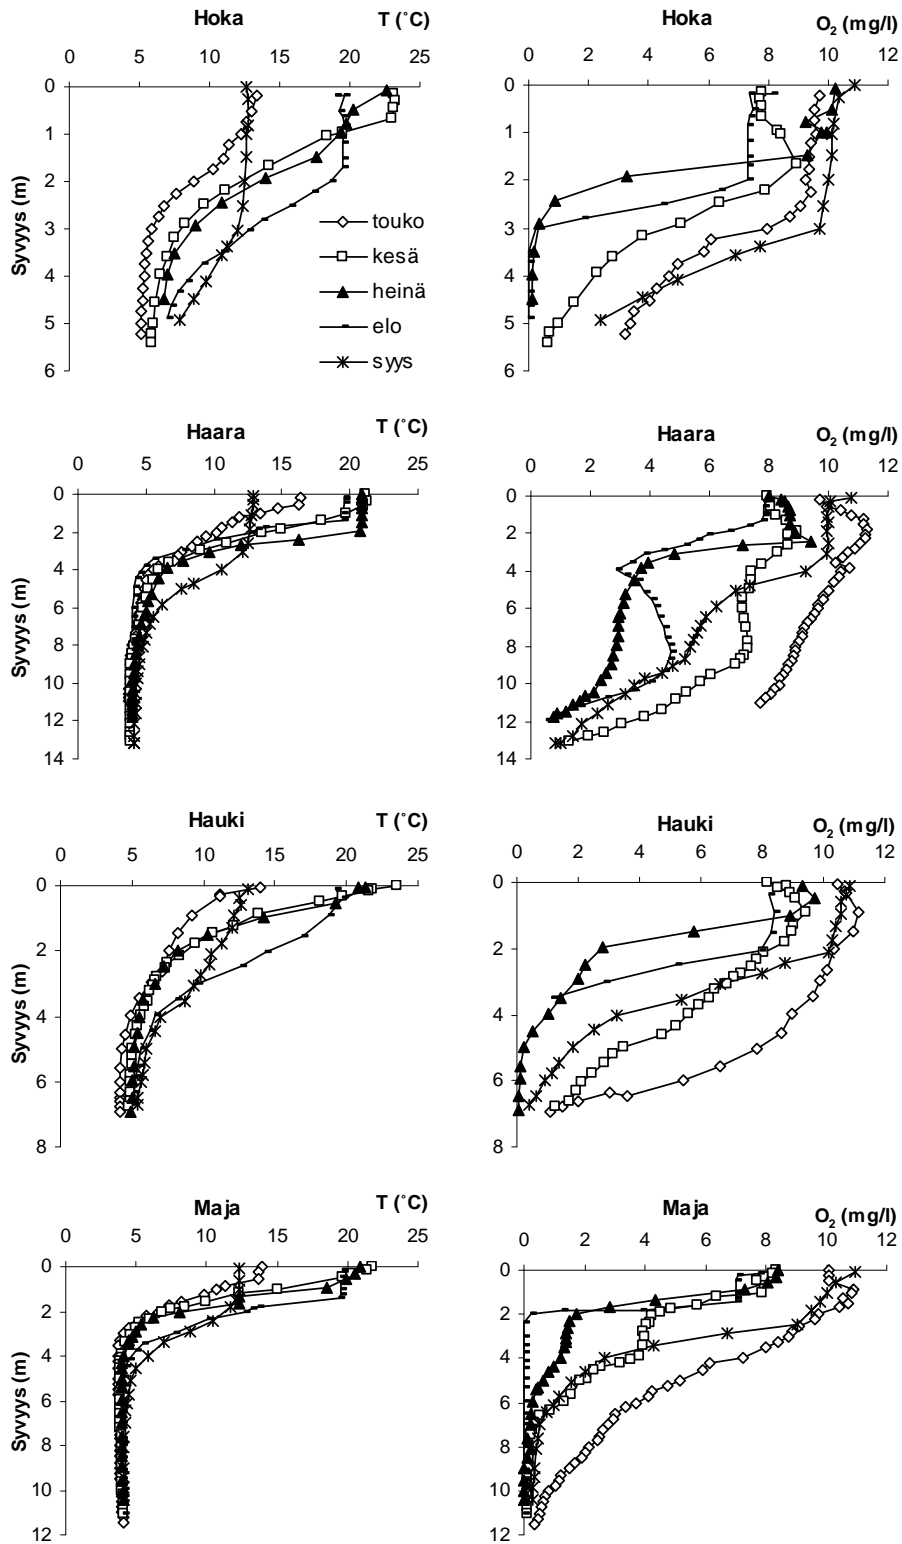 Hoka T (˚C)
0 5 10 15 20 25
0
1
2
3
4
5
6
Syvyys (m)
touko
kesä
heinä
elo
syys
Hoka O2 (mg/l)
0 2 4 6 8 10 12
0
1
2
3
4
5
6
Haara T (˚C)
0 5 10 15 20 25
0
2
4
6
8
10
12
14
Syvyys (m)
Haara O2 (mg/l)
0 2 4 6 8 10 12
0
2
4
6
8
10
12
14
Hauki T (˚C)
0 5 10 15 20 25
0
2
4
6
8
Syvyys (m)
Hauki O2 (mg/l)
0 2 4 6 8 10 12
0
2
4
6
8
Maja T (˚C)
0 5 10 15 20 25
0
2
4
6
8
10
12
Syvyys (m)
Maja O2 (mg/l)
0 2 4 6 8 10 12
0
2
4
6
8
10
12